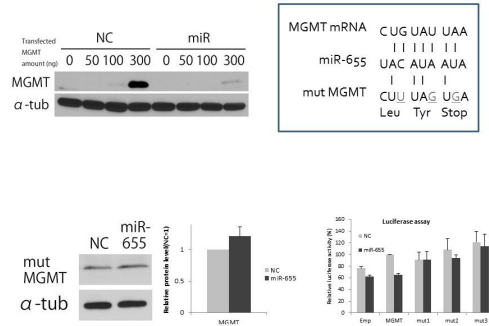 Transfected
MGMT
amount (ng)
NC
miR
0 50 100 300 0 50 100 300
MGMT
α-tub
MGMT mRNA CUG UAU UAA
miR-655 UAC AUA AUA
mut MGMT CUU UAG UGA
Leu Tyr Stop
NC
miR-
655
mut
MGMT
α-tub
Relative protein level(NC=1)
1
0.5
0
MGMT
NC
miR-655
Luciferase assay
Relative luciferase activity (%)
160
140
120
100
80
60
40
20
0
NC
miR-655
Emp MGMT mut1 mut2 mut3